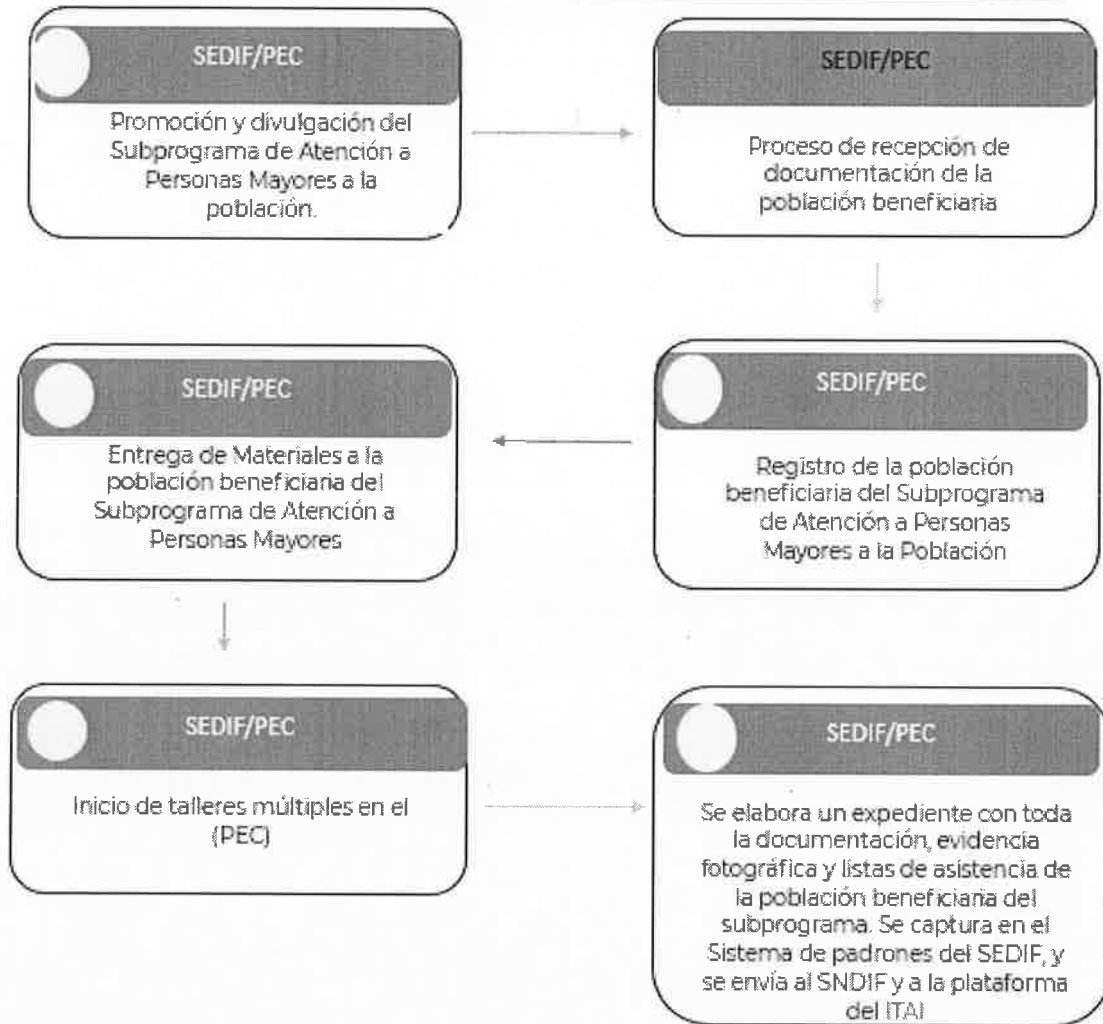 SEDIF/PEC
Promoción y divulgación del
Subprograma de Atención a
Personas Mayores a la
población.
SEDIF/PEC
Proceso de recepción de
documentación de la
población beneficiaria
SEDIF/PEC
Registro de la población
beneficiaria del Subprograma
de Atención a Personas
Mayores a la Población
SEDIF/PEC
Entrega de Materiales a la
población beneficiaria del
Subprograma de Atención a
Personas Mayores
SEDIF/PEC
Inicio de talleres múltiples en el
(PEC)
SEDIF/PEC
Se elabora un expediente con toda
la documentación, evidencia
fotográfica y listas de asistencia de
la población beneficiaria del
subprograma. Se captura en el
Sistema de padrones del SEDIF, y
se envía al SNDIF y a la plataforma
del ITAI